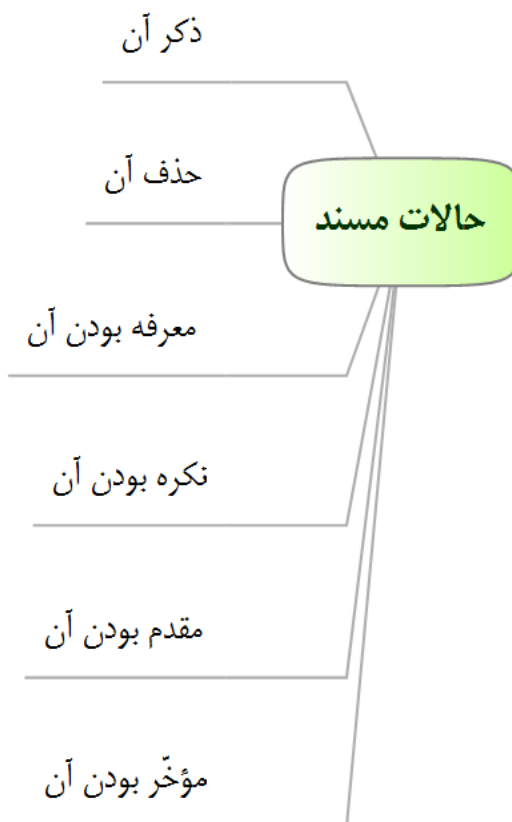 حالات مسند
ذکر آن
حذف آن
معرفه بودن آن
نکره بودن آن
مقدم بودن آن
مؤخّر بودن آن